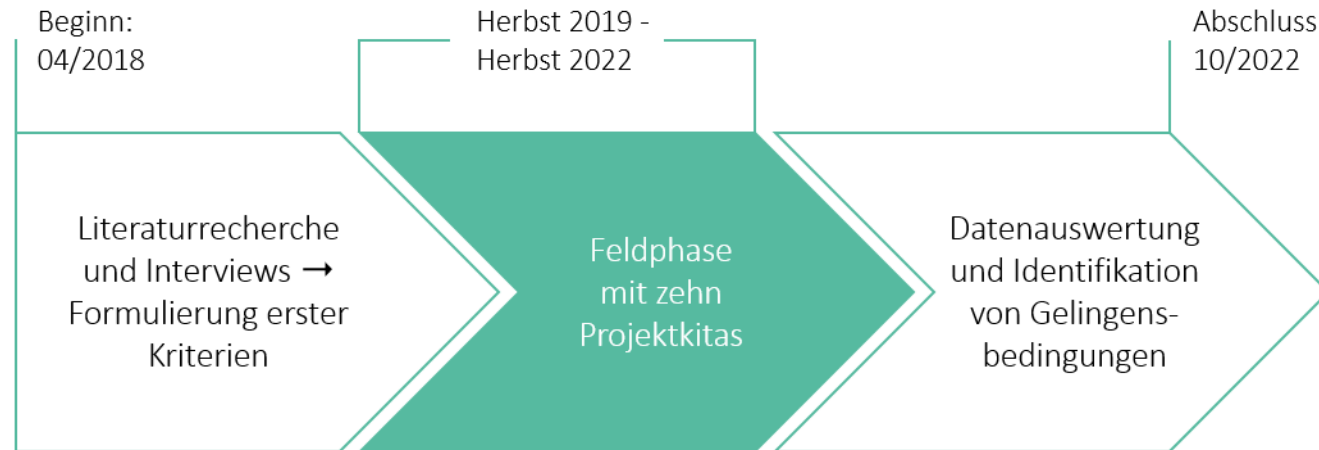 Beginn:
04/2018
Herbst 2019 -
Herbst 2022
Abschluss
10/2022
Literaturrecherche
und Interviews →
Formulierung erster
Kriterien
Feldphase
mit zehn
Projektkitas
Datenauswertung
und Identifikation
von Gelingens-
bedingungen